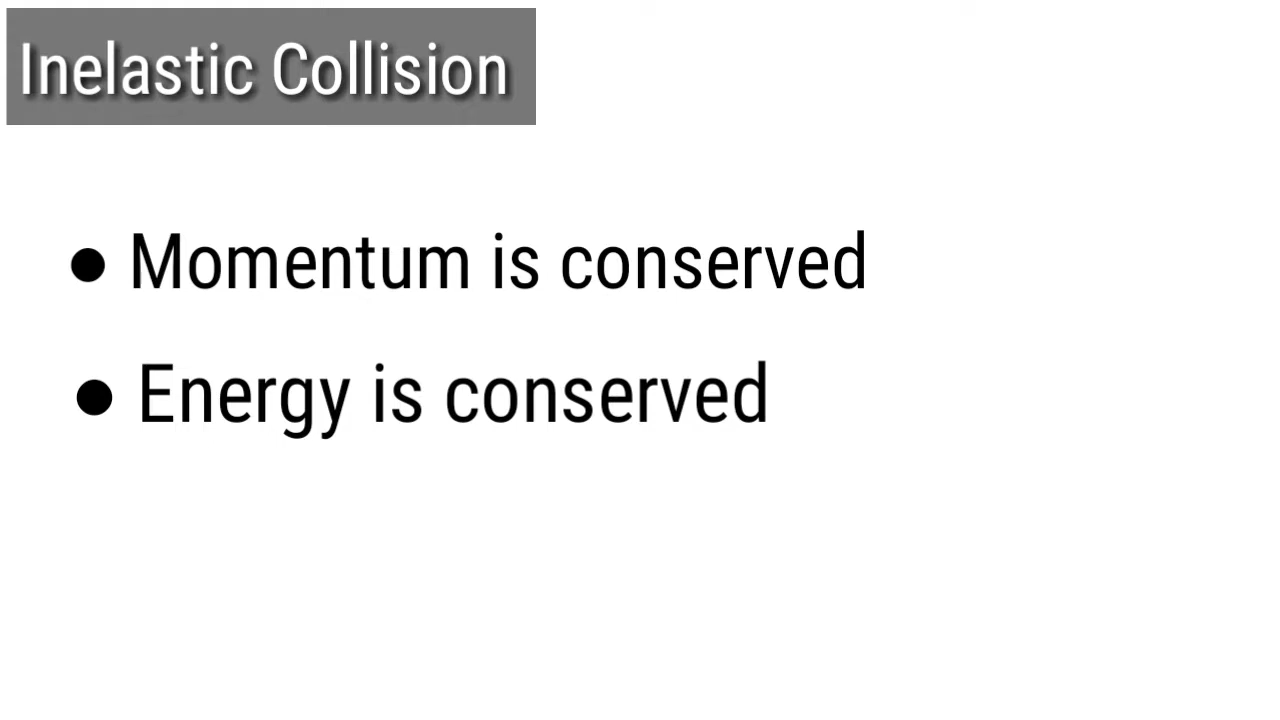 Inelastic Collision
● Momentum is conserved
● Energy is conserved